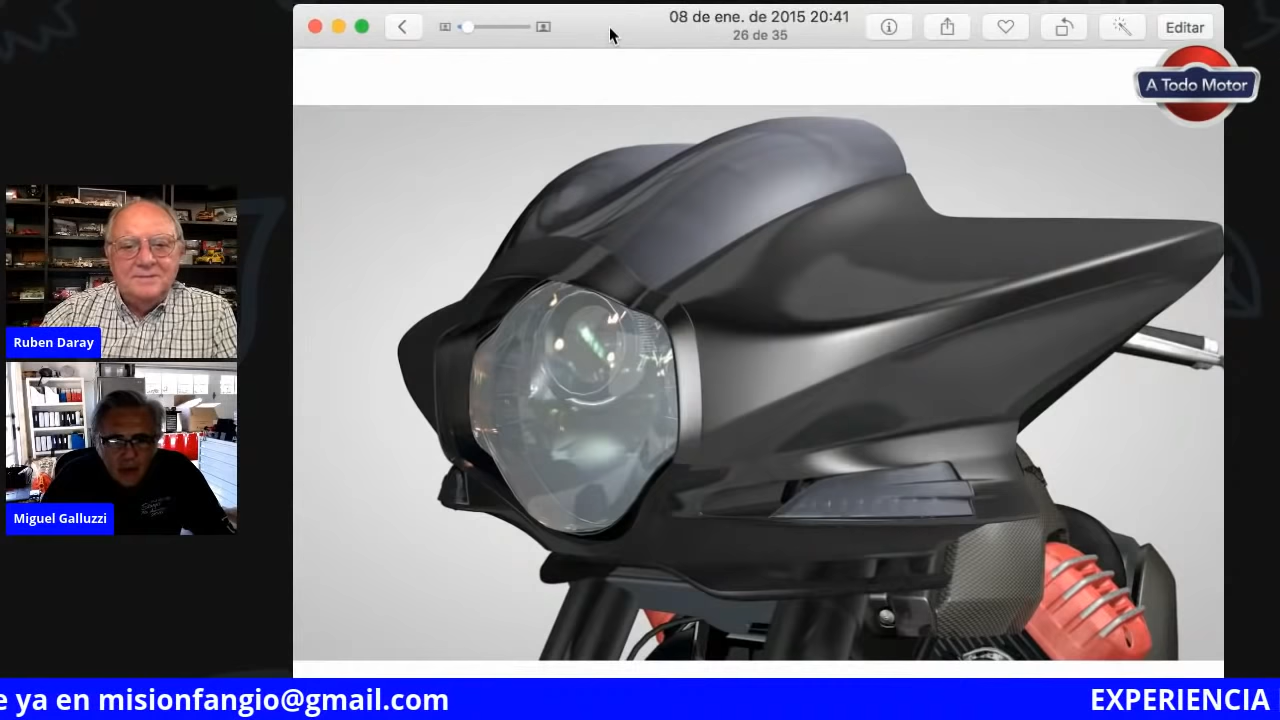 08 de ene. de 2015 20:41
26 de 35
Editar
A Todo Motor
Ruben Daray
Miguel Galluzzi
e ya en misionfangio@gmail.com
EXPERIENCIA